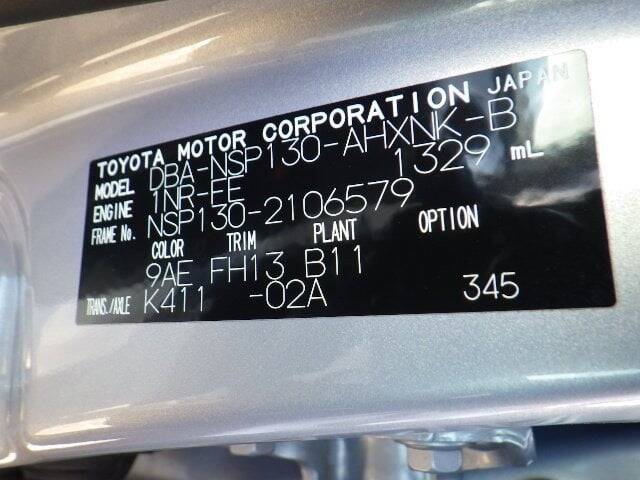 TOYOTA MOTOR CORPORATION JAPAN
MODEL DBA-NSP130-AHXNK-B
ENGINE 1NR-FE 1329 mL
FRAME No. NSP130-2106579
COLOR TRIM PLANT OPTION
9AE FH13 B11
TRANS./AXLE K411 -02A 345